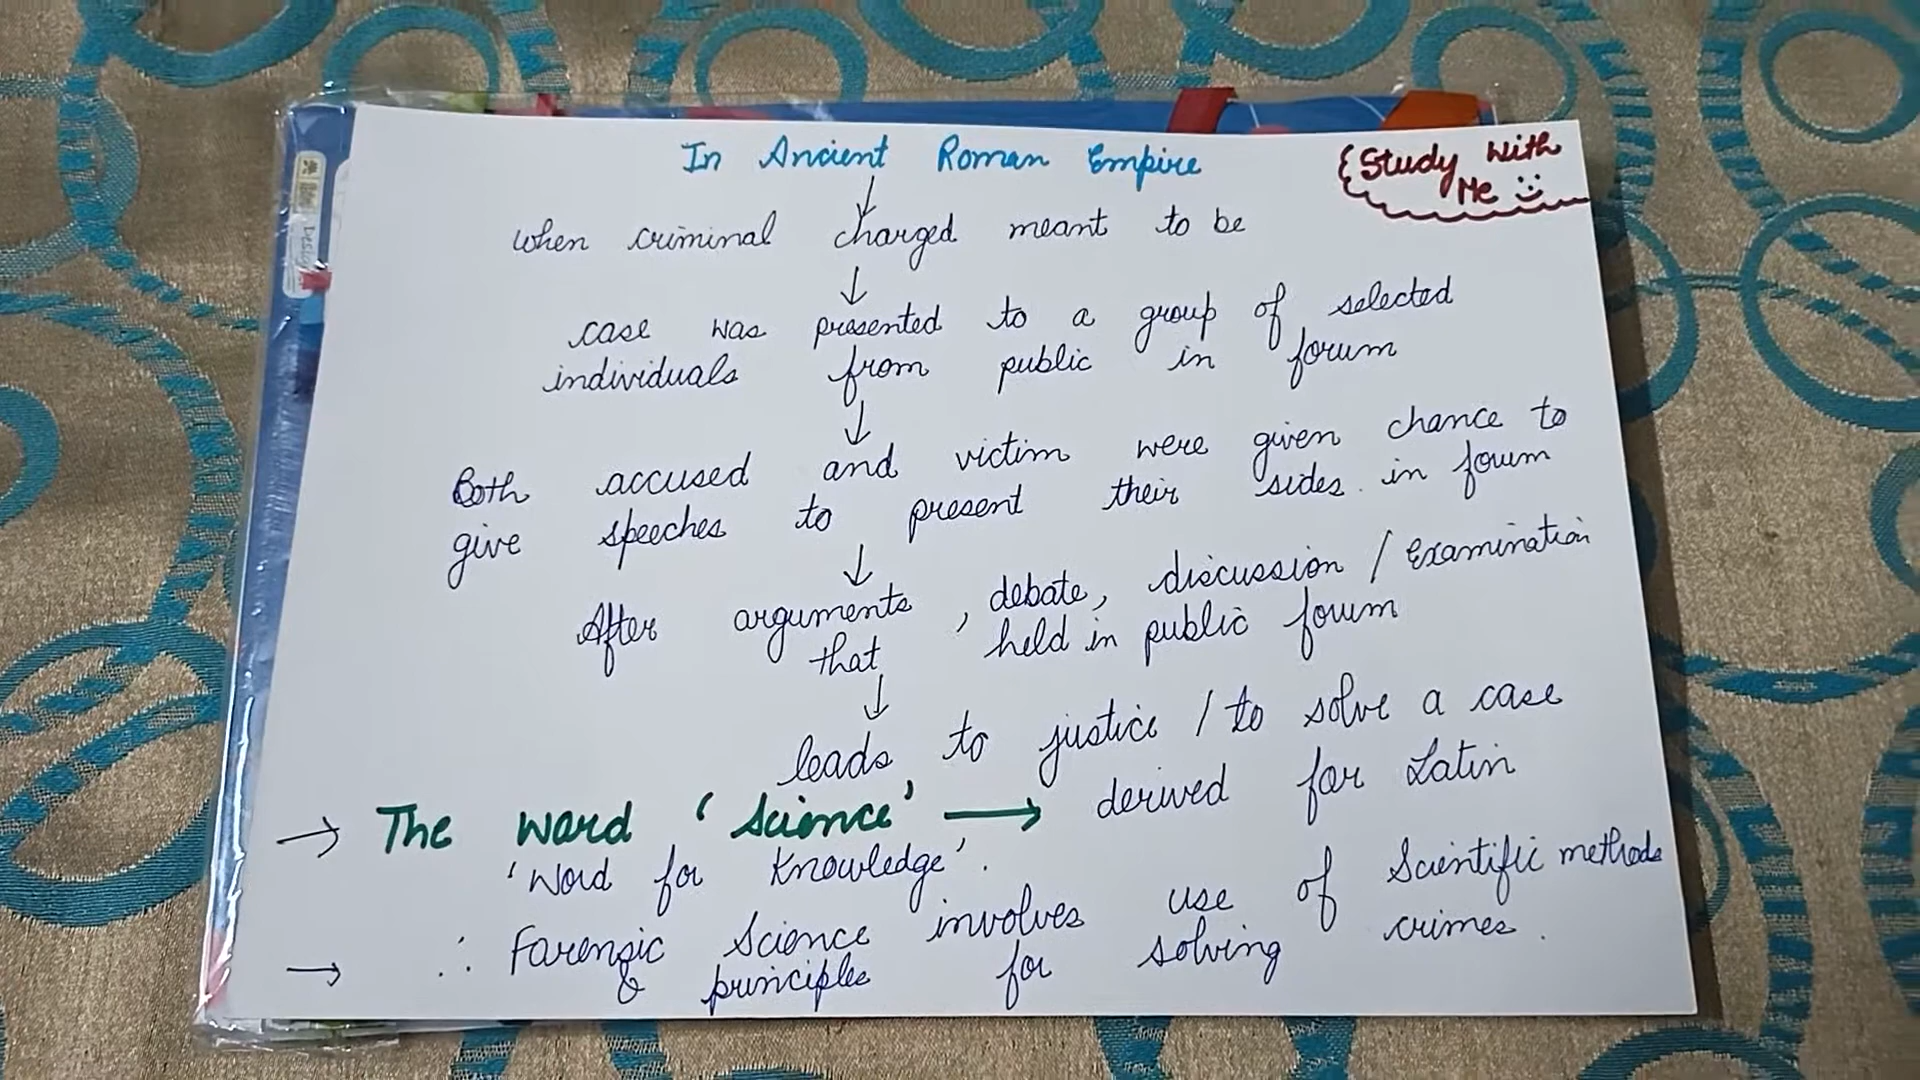 In Ancient Roman Empire
{Study With
Me
when criminal charged meant to be
case was presented to a group of selected
individuals from public in forum
Both accused and victim were given chance to
give speeches to present their sides. in forum
After arguments, debate, discussion / Examination
that held in public forum
leads to justice / to solve a case
→ The word 'Science' → derived for Latin
'Word for Knowledge'.
→ ∴ Forensic Science involves use of Scientific methods
& principles for solving crimes.